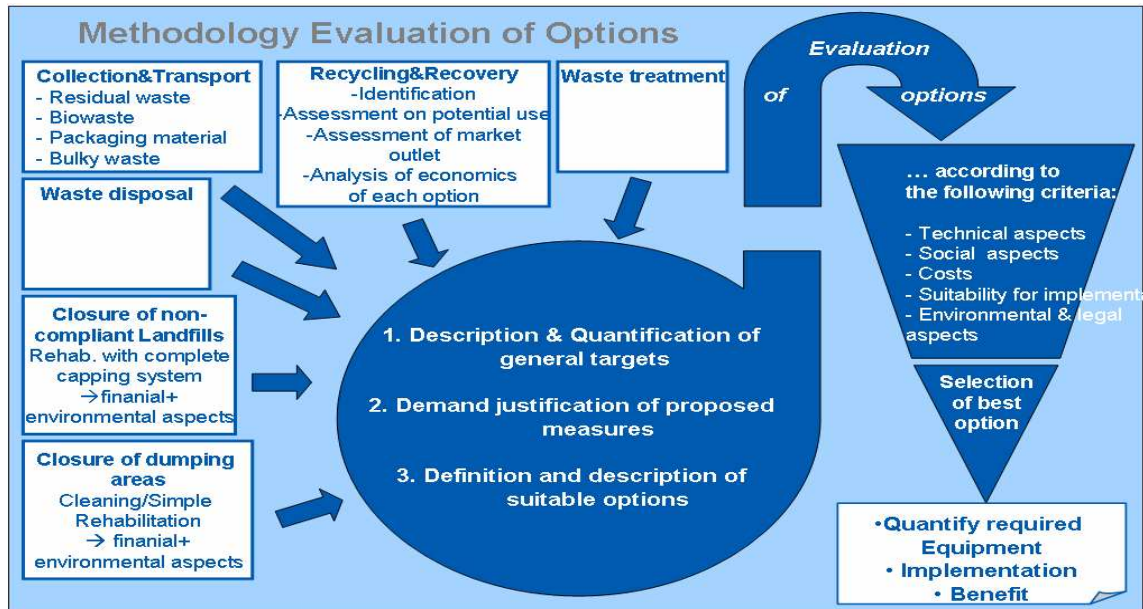 Methodology Evaluation of Options
Collection&Transport
- Residual waste
- Biowaste
- Packaging material
- Bulky waste
Recycling&Recovery
-Identification
-Assessment on potential use
-Assessment of market
outlet
-Analysis of economics
of each option
Waste treatment
Waste disposal
Closure of non-
compliant Landfills
Rehab. with complete
capping system
→finanial+
environmental aspects
Closure of dumping
areas
Cleaning/Simple
Rehabilitation
→ finanial+
environmental aspects
1. Description & Quantification of
general targets
2. Demand justification of proposed
measures
3. Definition and description of
suitable options
Evaluation
of options
... according to
the following criteria:
- Technical aspects
- Social aspects
- Costs
- Suitability for implementa
- Environmental & legal
aspects
Selection
of best
option
•Quantify required
Equipment
• Implementation
• Benefit